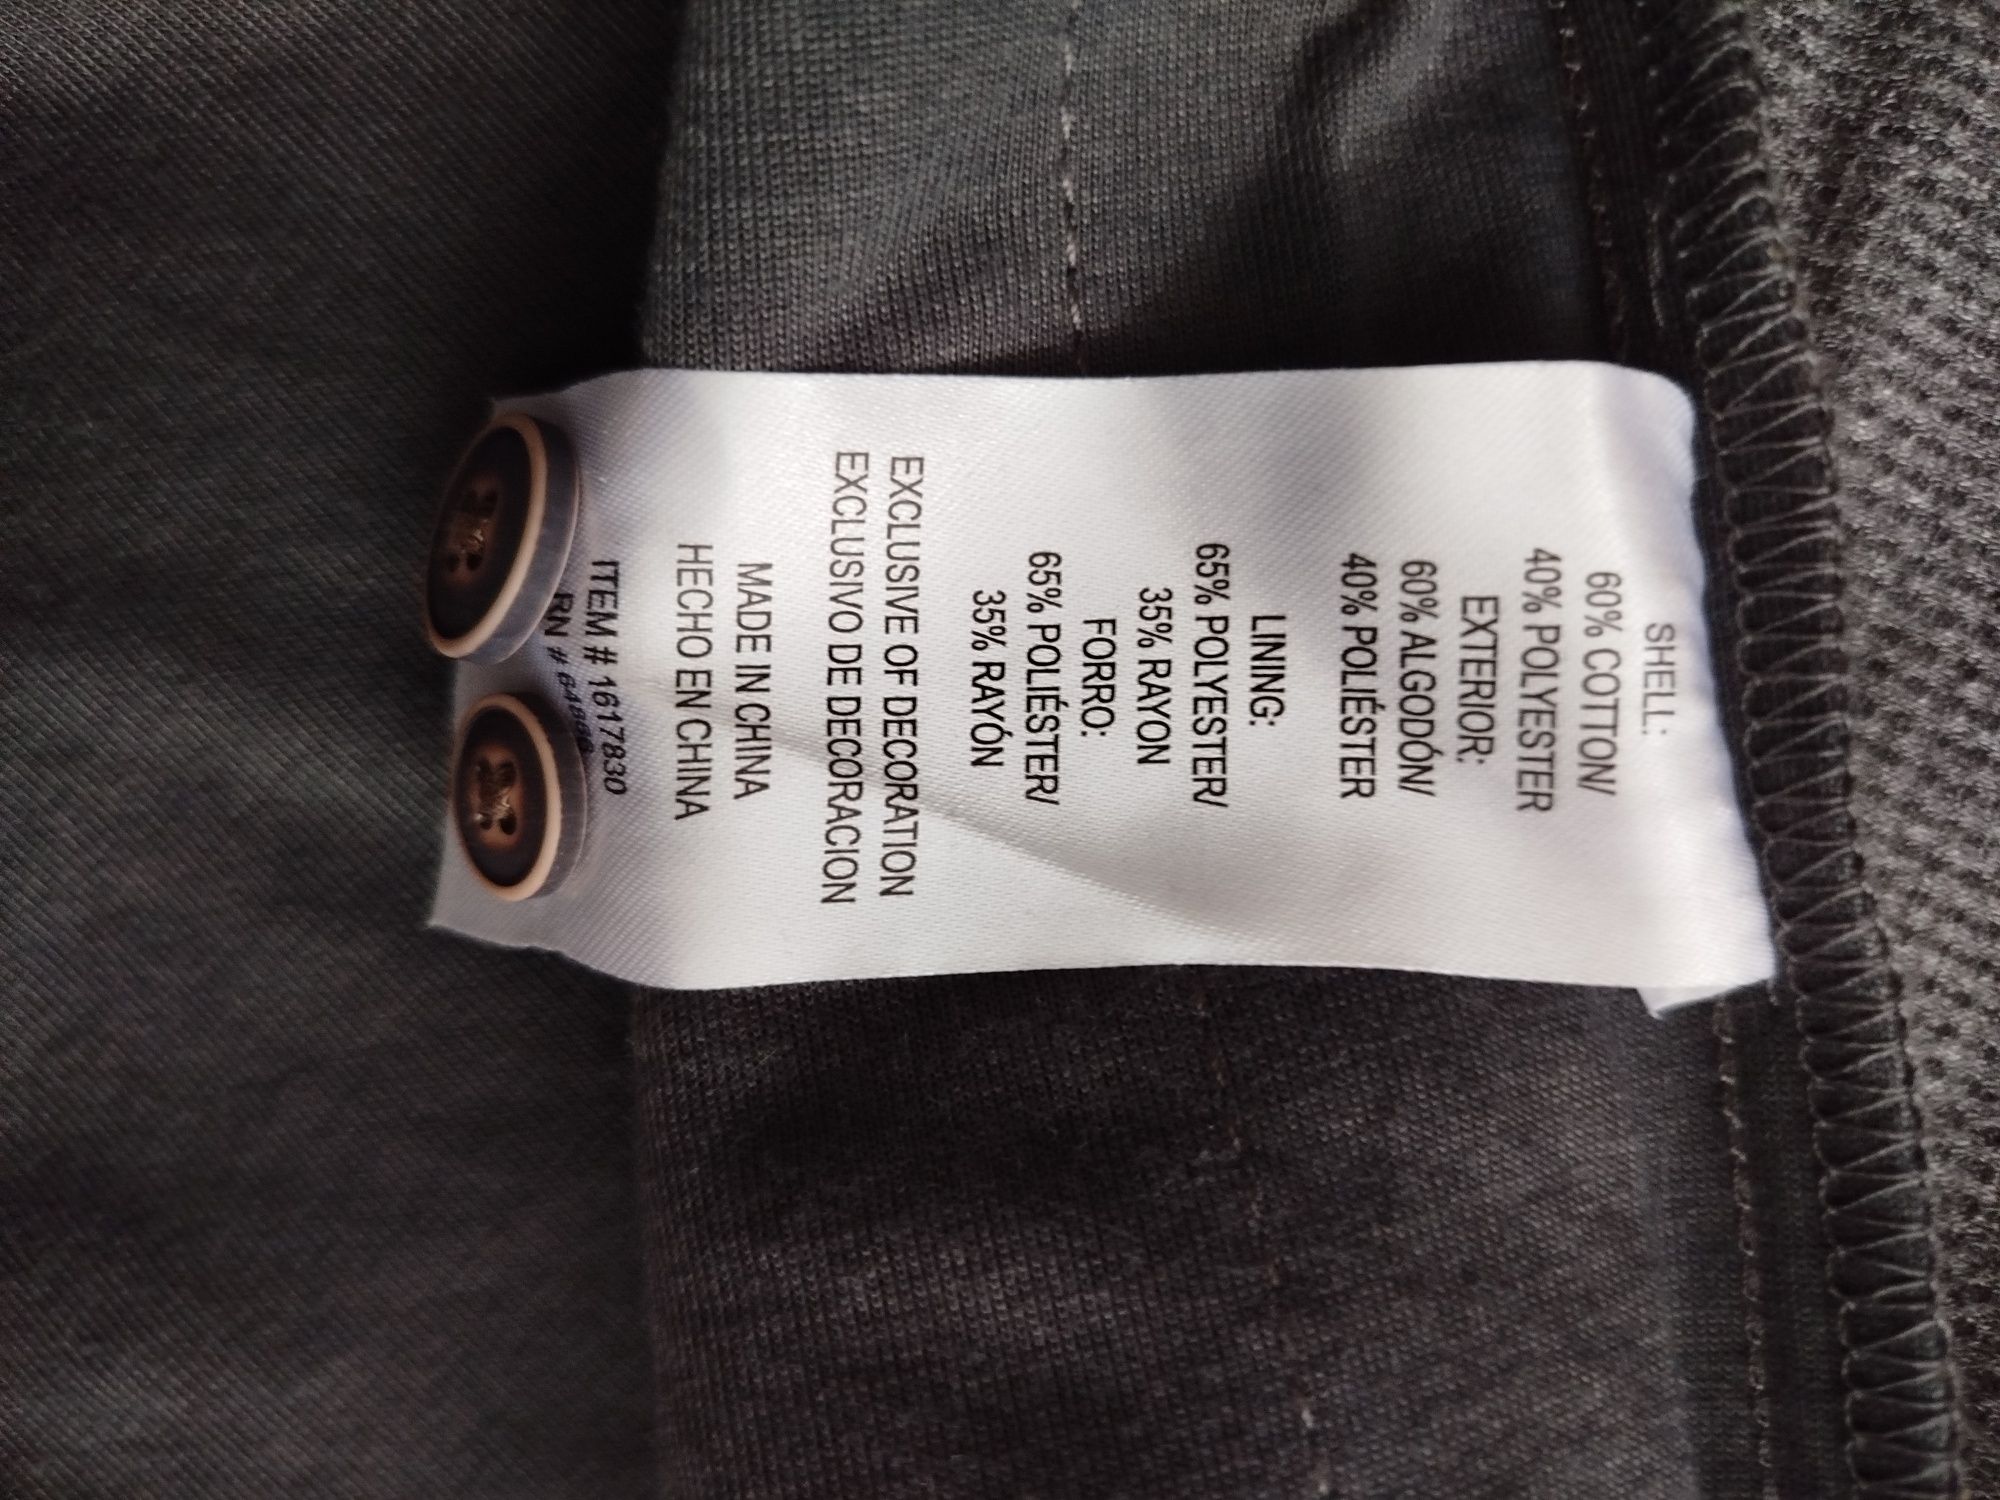 SHELL:
60% COTTON/
40% POLYESTER
EXTERIOR:
60% ALGODÓN/
40% POLIÉSTER
LINING:
65% POLYESTER/
35% RAYON
FORRO:
65% POLIÉSTER/
35% RAYÓN
EXCLUSIVE OF DECORATION
EXCLUSIVO DE DECORACION
MADE IN CHINA
HECHO EN CHINA
ITEM # 1617830
RN #